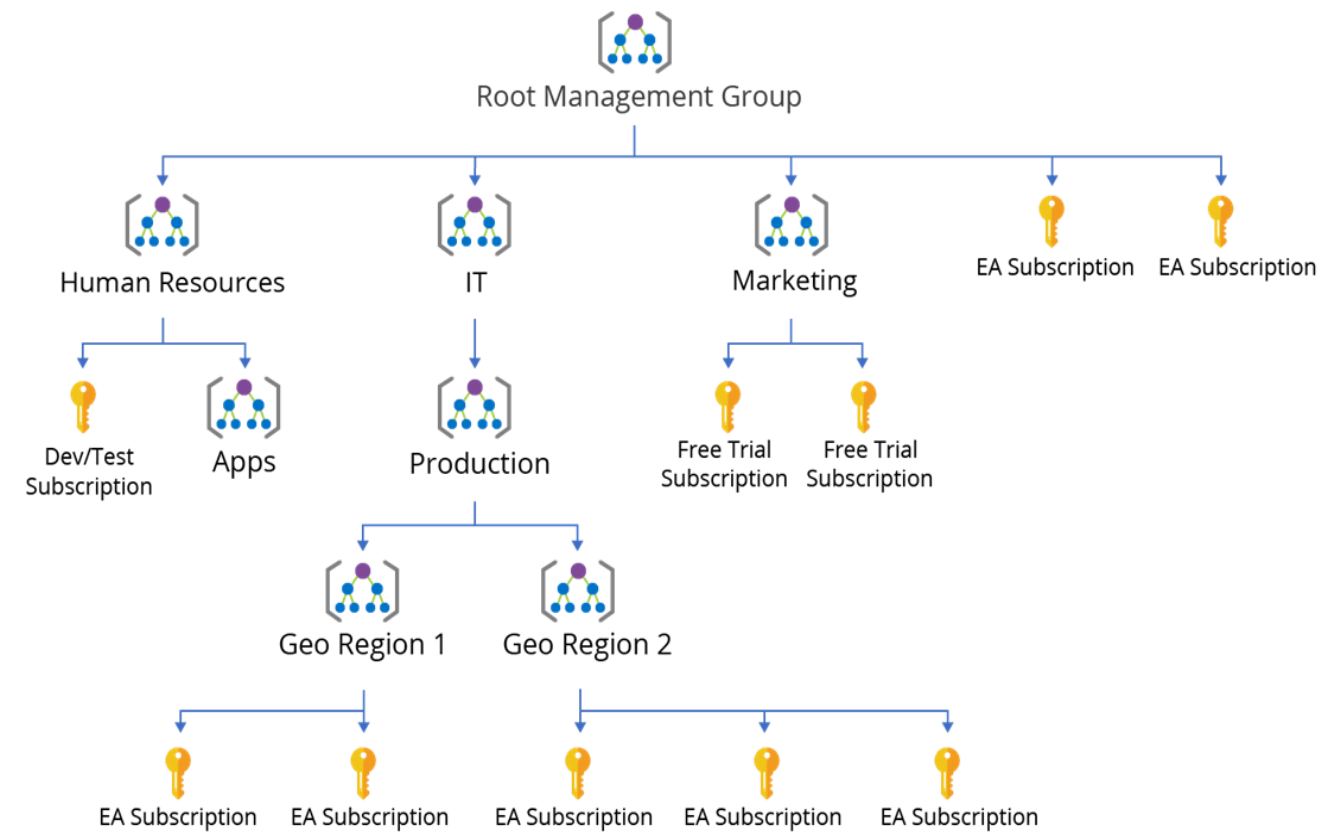 Root Management Group
Human Resources
IT
Marketing
EA Subscription
EA Subscription
Dev/Test
Subscription
Apps
Production
Free Trial
Subscription
Free Trial
Subscription
Geo Region 1
Geo Region 2
EA Subscription
EA Subscription
EA Subscription
EA Subscription
EA Subscription